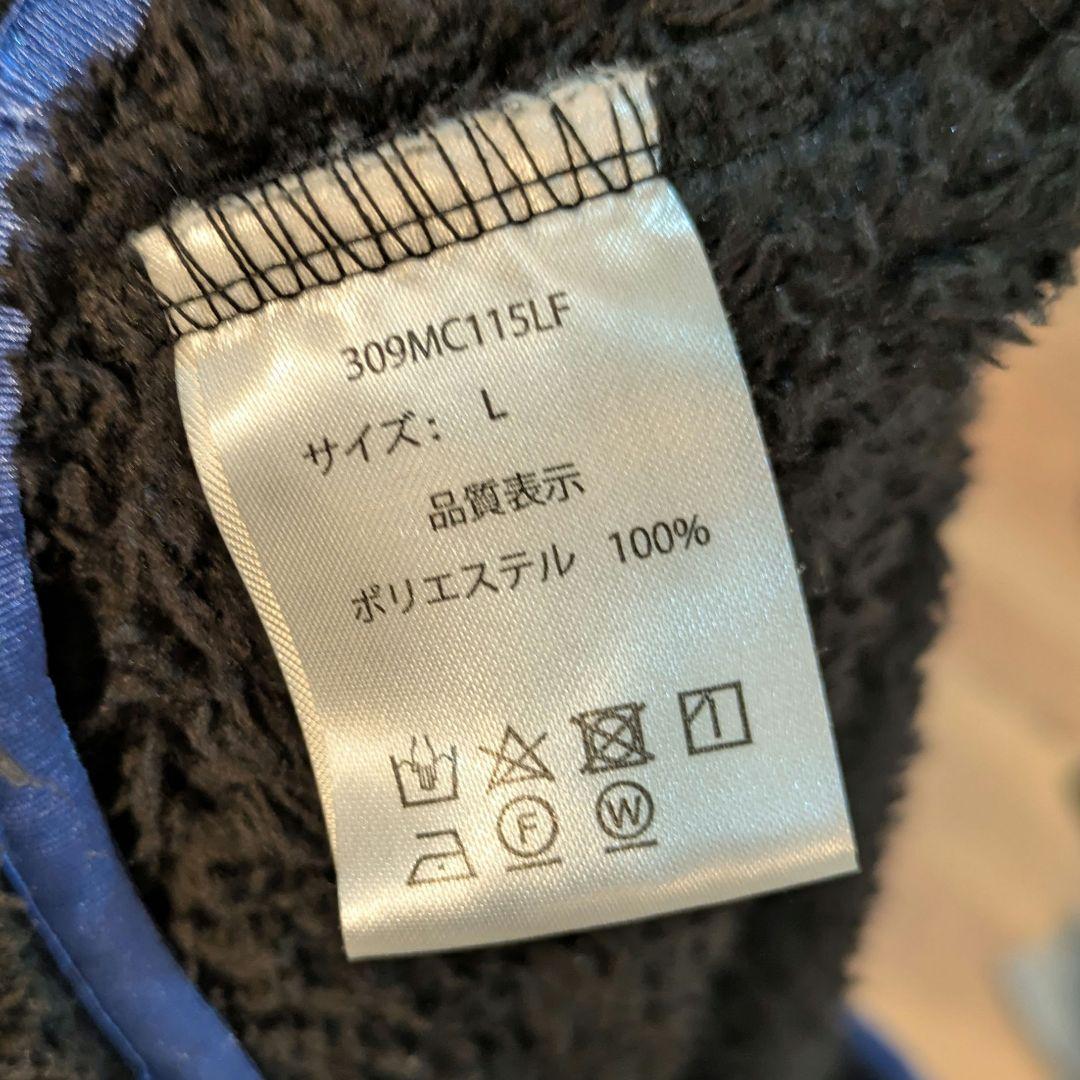 309MC115LF
サイズ： L
品質表示
ポリエステル 100%
F W